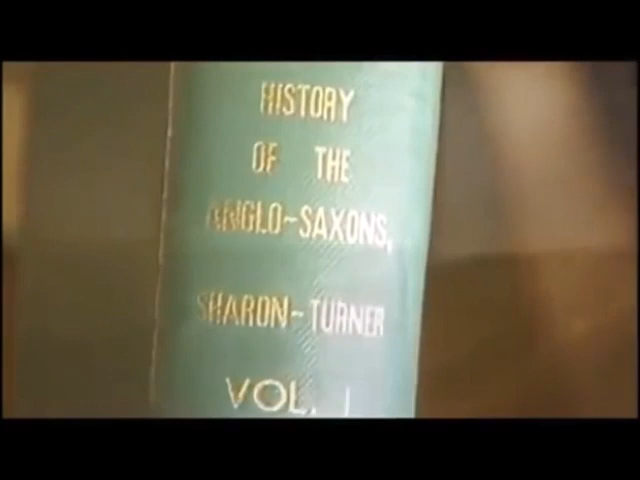 HISTORY
OF THE
ANGLO-SAXONS,
SHARON-TURNER
VOL. I